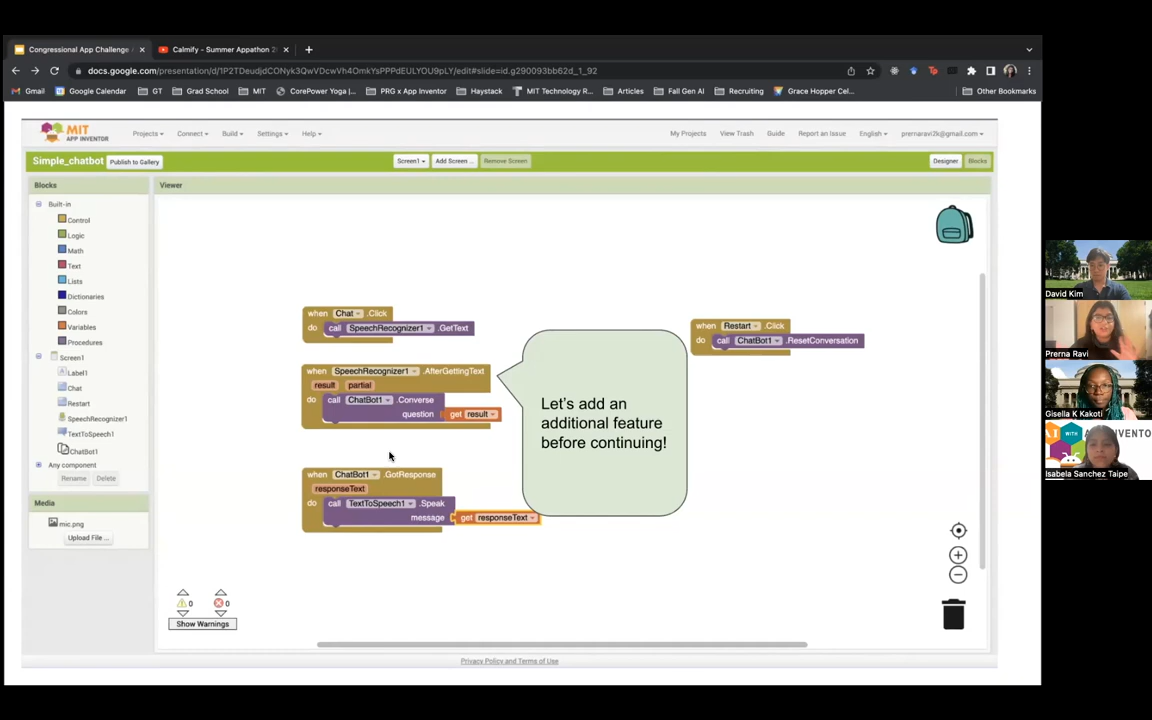 Congressional App Challenge
Calmify - Summer Appathon 2
docs.google.com/presentation/d/1P2TDeudjdCONyk3QwVDcwVh4OmkYsPPPdEULYOU9pLY/edit#slide=id.g290093bb62d_1_92
Gmail
Google Calendar
GT
Grad School
MIT
CorePower Yoga |...
PRG x App Inventor
Haystack
MIT Technology R...
Articles
Fall Gen AI
Recruiting
Grace Hopper Cel...
Other Bookmarks
MIT
APP INVENTOR
Projects
Connect
Build
Settings
Help
My Projects
View Trash
Guide
Report an Issue
English
prernaravi2k@gmail.com
Simple_chatbot
Publish to Gallery
Screen1
Add Screen ...
Remove Screen
Designer
Blocks
Blocks
Viewer
Built-in
Control
Logic
Math
Text
Lists
Dictionaries
Colors
Variables
Procedures
Screen1
Label1
Chat
Restart
SpeechRecognizer1
TextToSpeech1
ChatBot1
Any component
Rename
Delete
Media
mic.png
Upload File ...
when Chat .Click
do call SpeechRecognizer1 .GetText
when SpeechRecognizer1 .AfterGettingText
result partial
do call ChatBot1 .Converse
question get result
when ChatBot1 .GotResponse
responseText
do call TextToSpeech1 .Speak
message get responseText
Let's add an
additional feature
before continuing!
when Restart .Click
do call ChatBot1 .ResetConversation
0
0
Show Warnings
Privacy Policy and Terms of Use
David Kim
Prerna Ravi
Gisella K Kakoti
WITH
Isabela Sanchez Taipe